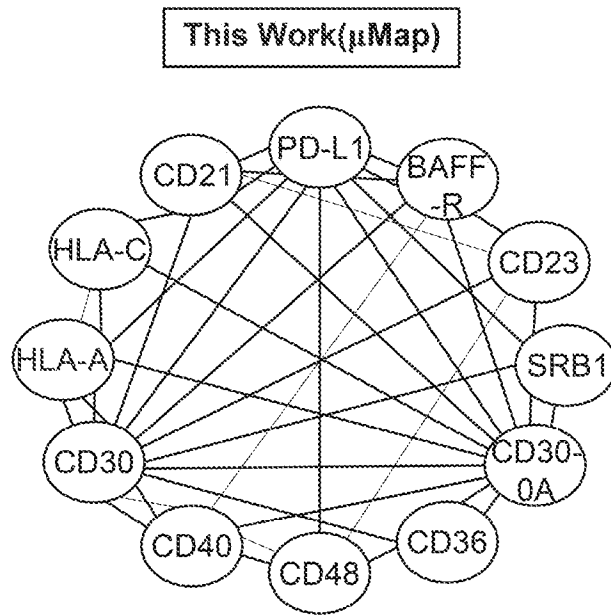 This Work(μMap)
PD-L1
CD21
BAFF
-R
HLA-C
CD23
HLA-A
SRB1
CD30
CD30-
0A
CD40
CD36
CD48